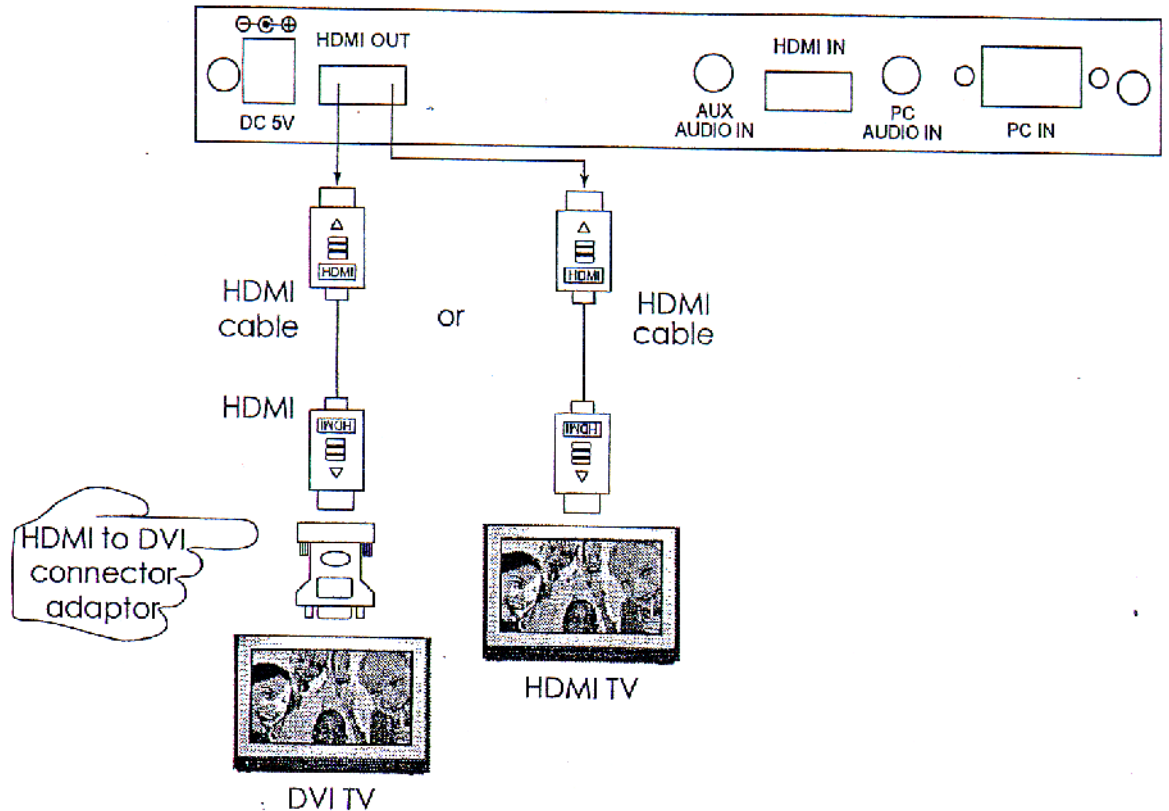 HDMI OUT
DC 5V
AUX
AUDIO IN
HDMI IN
PC
AUDIO IN
PC IN
HDMI
HDMI
HDMI
cable
or
HDMI
cable
HDMI
HDMI
HDMI
HDMI to DVI
connector
adaptor
HDMI TV
DVI TV